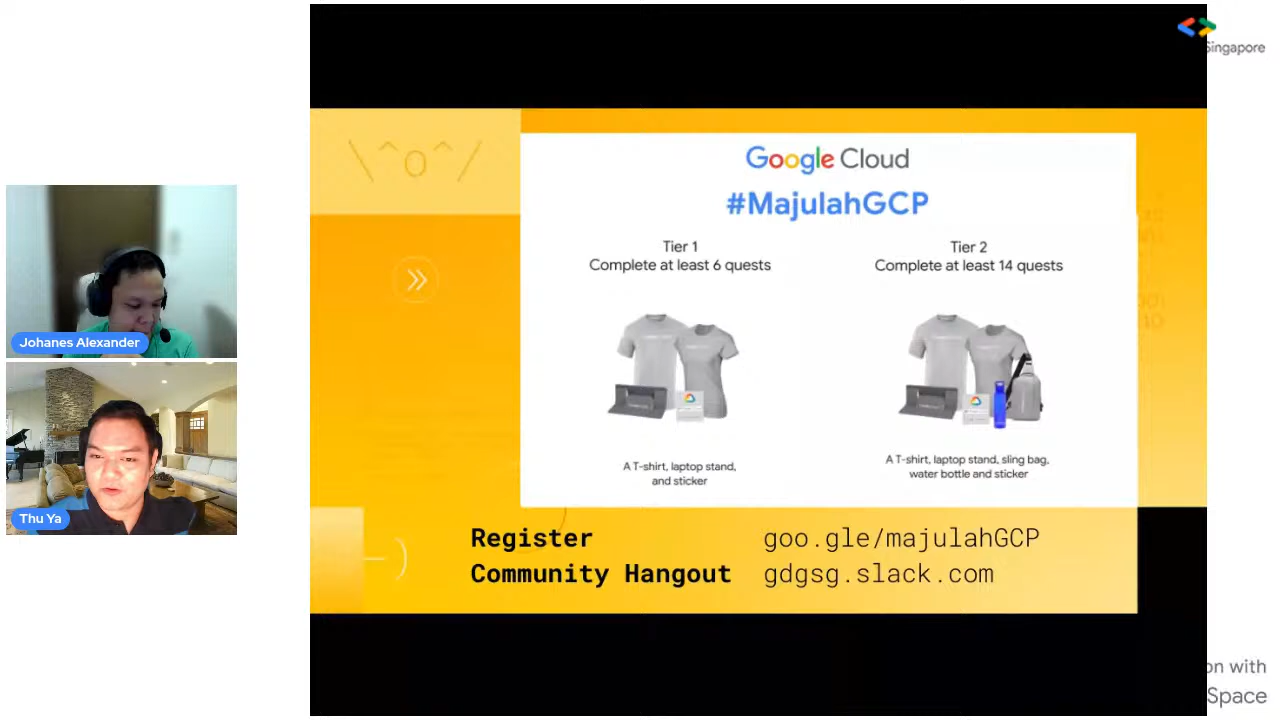 Singapore
\^o^/
Google Cloud
#MajulahGCP
Tier 1
Complete at least 6 quests
Tier 2
Complete at least 14 quests
A T-shirt, laptop stand,
and sticker
A T-shirt, laptop stand, sling bag,
water bottle and sticker
Register goo.gle/majulahGCP
Community Hangout gdgsg.slack.com
Johanes Alexander
Thu Ya
on with
Space